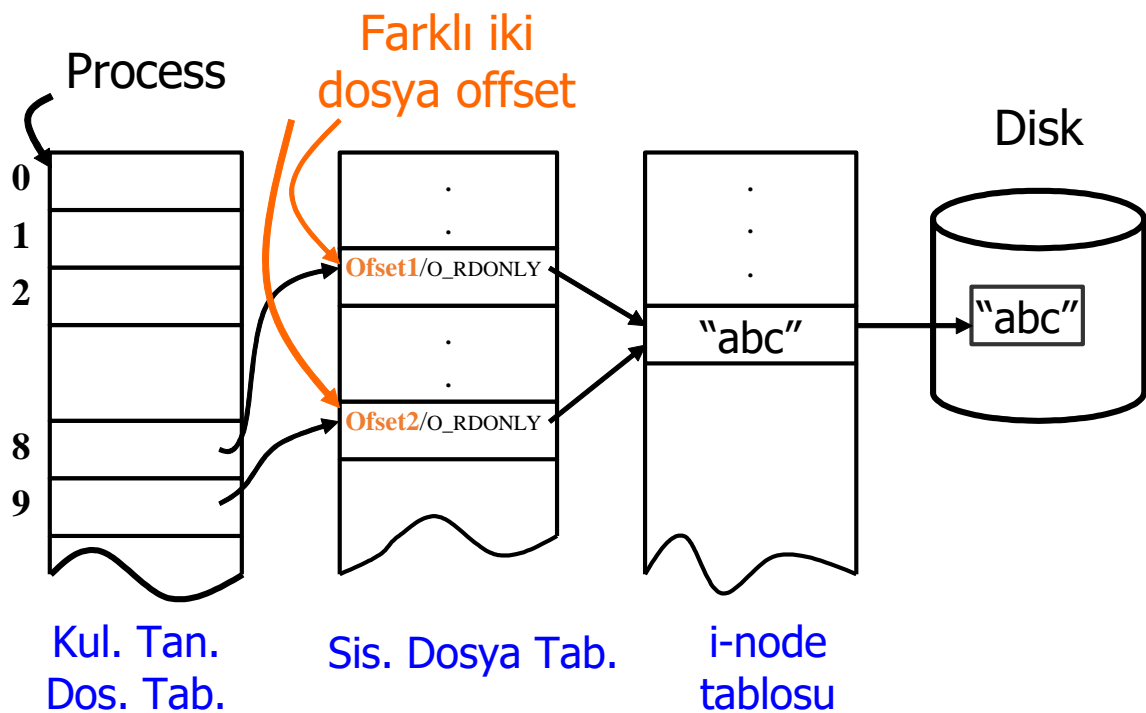 Farklı iki
dosya offset
Process
Disk
0
1
2
8
9
.
.
Ofset1/O_RDONLY
.
.
Ofset2/O_RDONLY
.
.
.
“abc”
“abc”
Kul. Tan.
Dos. Tab.
Sis. Dosya Tab.
i-node
tablosu